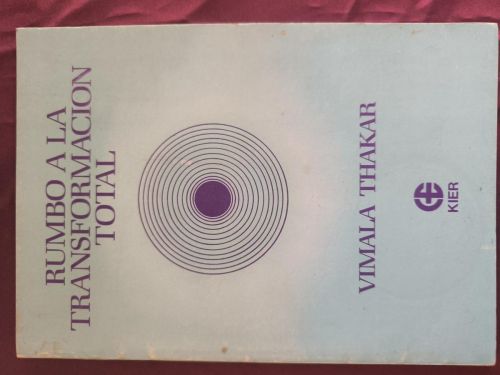 RUMBO A LA
TRANSFORMACION
TOTAL
VIMALA THAKAR
KIER